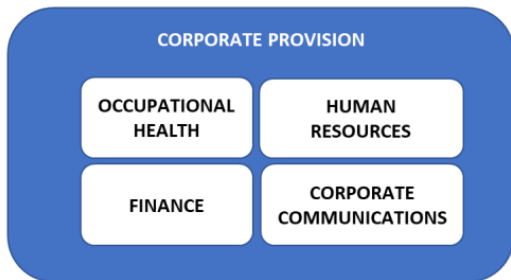 CORPORATE PROVISION
OCCUPATIONAL
HEALTH
HUMAN
RESOURCES
FINANCE
CORPORATE
COMMUNICATIONS